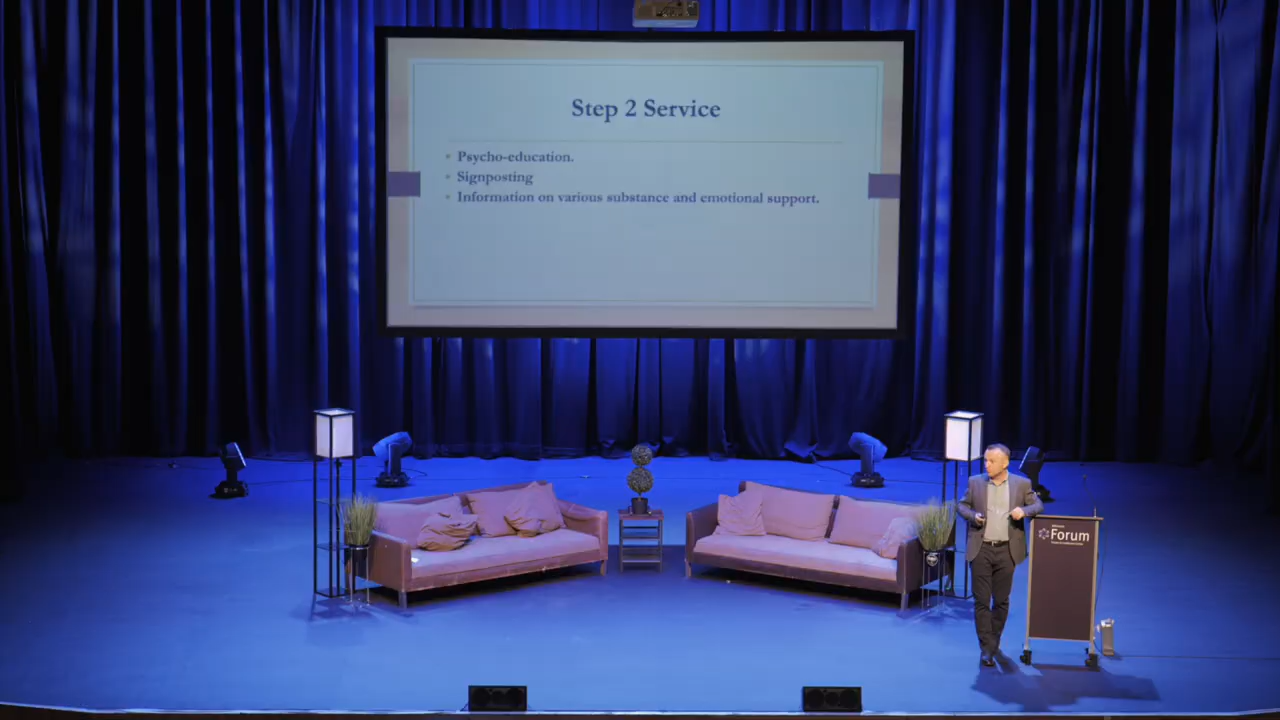 Step 2 Service
Psycho-education.
Signposting
Information on various substance and emotional support.
Forum